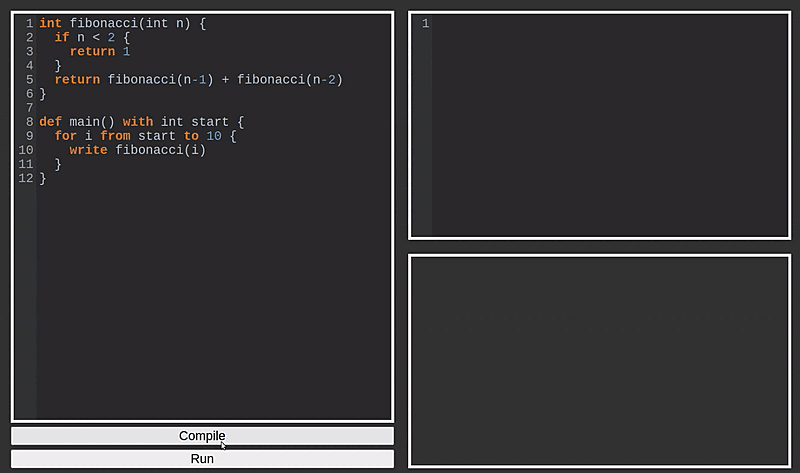 1 int fibonacci(int n) {
2   if n < 2 {
3     return 1
4   }
5   return fibonacci(n-1) + fibonacci(n-2)
6 }
7
8 def main() with int start {
9   for i from start to 10 {
10     write fibonacci(i)
11   }
12 }
Compile
Run
1